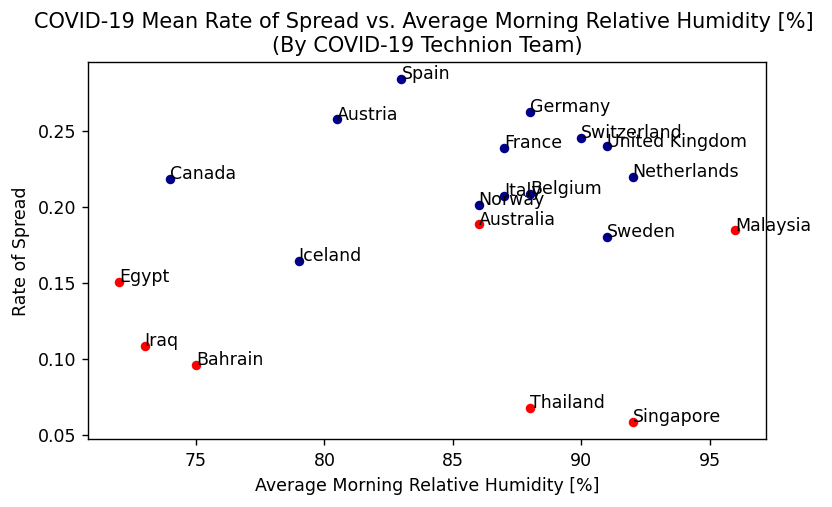 COVID-19 Mean Rate of Spread vs. Average Morning Relative Humidity [%]
(By COVID-19 Technion Team)
Spain
Germany
Austria
Switzerland
United Kingdom
France
Canada
Netherlands
Italy
Belgium
Norway
Australia
Malaysia
Sweden
Iceland
Egypt
Iraq
Bahrain
Thailand
Singapore
0.25
0.20
0.15
0.10
0.05
Rate of Spread
75 80 85 90 95
Average Morning Relative Humidity [%]